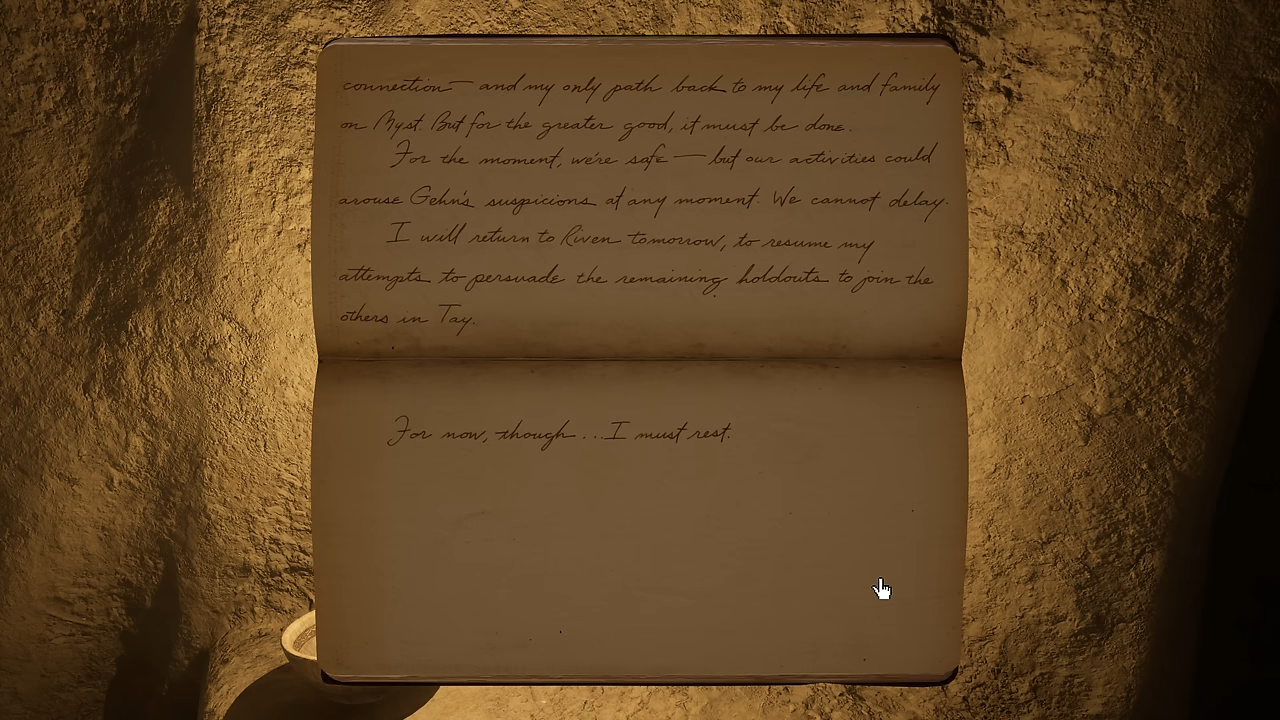 connection — and my only path back to my life and family
on Myst. But for the greater good, it must be done.
For the moment, we're safe — but our activities could
arouse Gehn's suspicions at any moment. We cannot delay.
I will return to Riven tomorrow, to resume my
attempts to persuade the remaining holdouts to join the
others in Tay.
For now, though...I must rest.